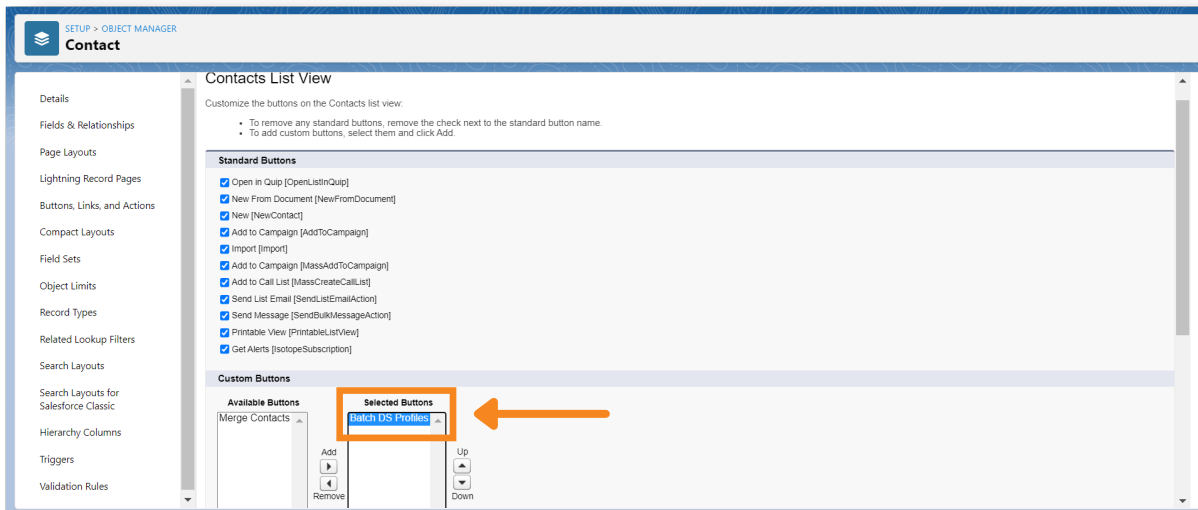 SETUP > OBJECT MANAGER
Contact
Details
Fields & Relationships
Page Layouts
Lightning Record Pages
Buttons, Links, and Actions
Compact Layouts
Field Sets
Object Limits
Record Types
Related Lookup Filters
Search Layouts
Search Layouts for
Salesforce Classic
Hierarchy Columns
Triggers
Validation Rules
Contacts List View
Customize the buttons on the Contacts list view:
• To remove any standard buttons, remove the check next to the standard button name.
• To add custom buttons, select them and click Add.
Standard Buttons
Open in Quip [OpenListInQuip]
New From Document [NewFromDocument]
New [NewContact]
Add to Campaign [AddToCampaign]
Import [Import]
Add to Campaign [MassAddToCampaign]
Add to Call List [MassCreateCallList]
Send List Email [SendListEmailAction]
Send Message [SendBulkMessageAction]
Printable View [PrintableListView]
Get Alerts [IsotopeSubscription]
Custom Buttons
Available Buttons
Merge Contacts
Add
Remove
Selected Buttons
Batch DS Profiles
Up
Down